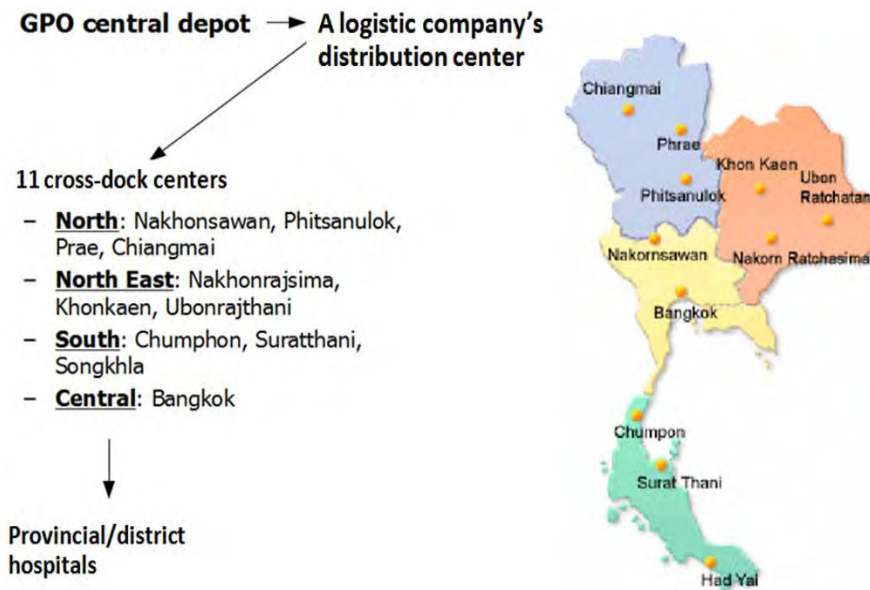 GPO central depot
A logistic company's
distribution center
11 cross-dock centers
– North: Nakhonsawan, Phitsanulok,
Prae, Chiangmai
– North East: Nakhonrajsima,
Khonkaen, Ubonrajthani
– South: Chumphon, Suratthani,
Songkhla
– Central: Bangkok
Provincial/district
hospitals
Chiangmai
Phrae
Phitsanulok
Khon Kaen
Ubon
Ratchatan
Nakornsawan
Nakorn Ratchasima
Bangkok
Chumpon
Surat Thani
Had Yai